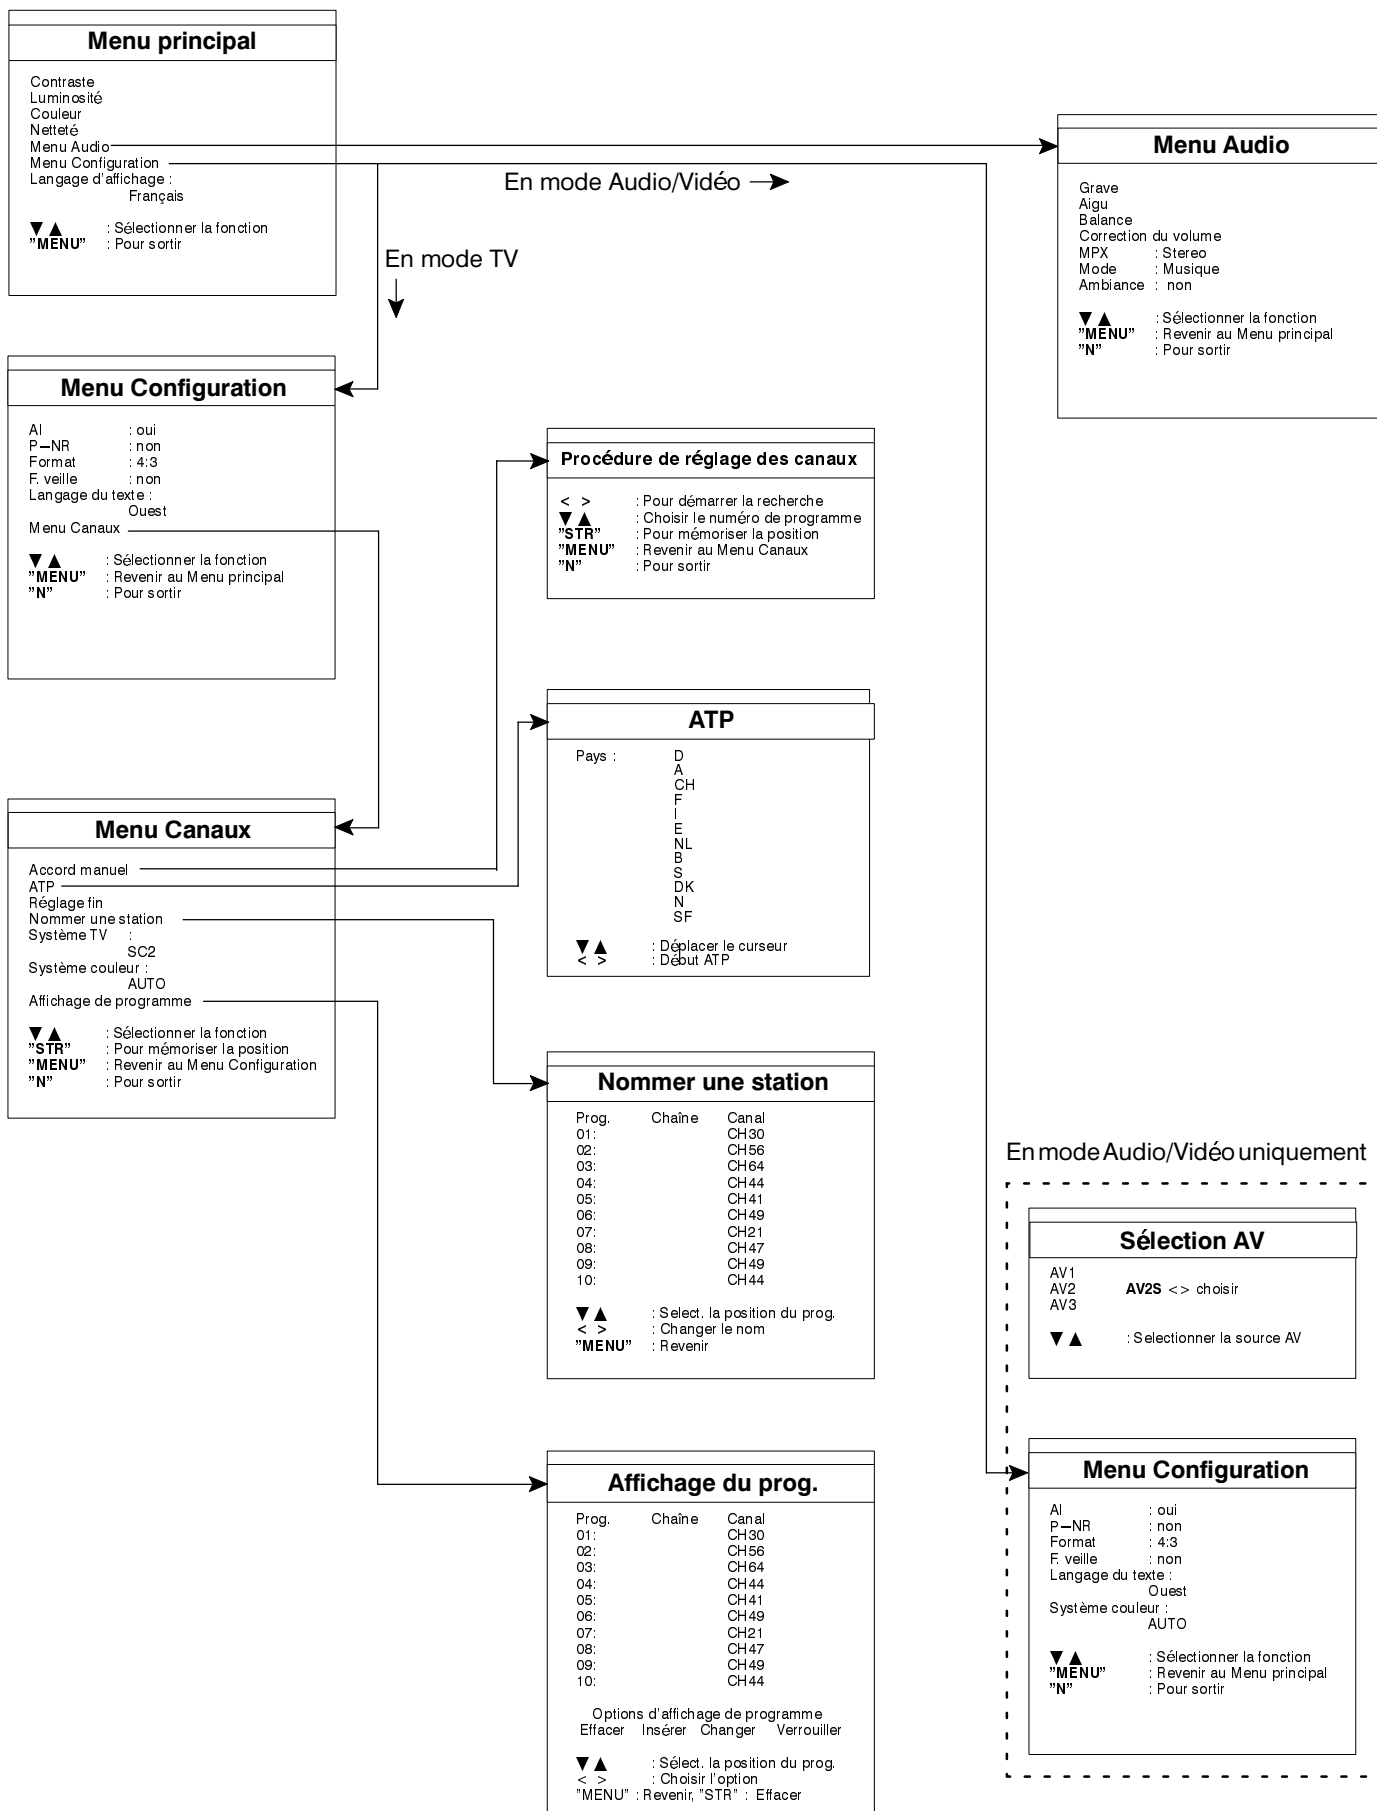 Menu principal
Contraste
Luminosité
Couleur
Netteté
Menu Audio
Menu Configuration
Langage d'affichage :
Français
▼ ▲ : Sélectionner la fonction
"MENU" : Pour sortir
En mode Audio/Vidéo
En mode TV
Menu Audio
Grave
Aigu
Balance
Correction du volume
MPX : Stereo
Mode : Musique
Ambiance : non
▼ ▲ : Sélectionner la fonction
"MENU" : Revenir au Menu principal
"N" : Pour sortir
Menu Configuration
AI : oui
P—NR : non
Format : 4:3
F. veille : non
Langage du texte :
Ouest
Menu Canaux
▼ ▲ : Sélectionner la fonction
"MENU" : Revenir au Menu principal
"N" : Pour sortir
Procédure de réglage des canaux
< > : Pour démarrer la recherche
▼ ▲ : Choisir le numéro de programme
"STR" : Pour mémoriser la position
"MENU" : Revenir au Menu Canaux
"N" : Pour sortir
ATP
Pays : D
A
CH
F
I
E
NL
B
S
DK
N
SF
▼ ▲ : Déplacer le curseur
< > : Début ATP
Menu Canaux
Accord manuel
ATP
Réglage fin
Nommer une station
Système TV :
SC2
Système couleur :
AUTO
Affichage de programme
▼ ▲ : Sélectionner la fonction
"STR" : Pour mémoriser la position
"MENU" : Revenir au Menu Configuration
"N" : Pour sortir
Nommer une station
Prog. Chaîne Canal
01: CH30
02: CH56
03: CH64
04: CH44
05: CH41
06: CH49
07: CH21
08: CH47
09: CH49
10: CH44
▼ ▲ : Select. la position du prog.
< > : Changer le nom
"MENU" : Revenir
En mode Audio/Vidéo uniquement
Sélection AV
AV1
AV2 AV2S <> choisir
AV3
▼ ▲ : Selectionner la source AV
Menu Configuration
AI : oui
P—NR : non
Format : 4:3
F. veille : non
Langage du texte :
Ouest
Système couleur :
AUTO
▼ ▲ : Sélectionner la fonction
"MENU" : Revenir au Menu principal
"N" : Pour sortir
Affichage du prog.
Prog. Chaîne Canal
01: CH30
02: CH56
03: CH64
04: CH44
05: CH41
06: CH49
07: CH21
08: CH47
09: CH49
10: CH44
Options d'affichage de programme
Effacer Insérer Changer Verrouiller
▼ ▲ : Sélect. la position du prog.
< > : Choisir l'option
"MENU" : Revenir, "STR" : Effacer